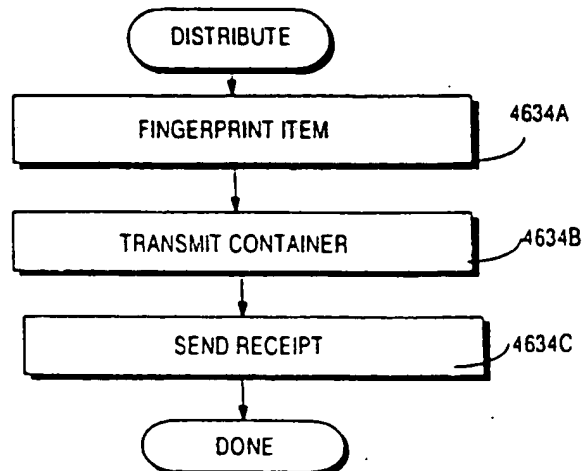 DISTRIBUTE
FINGERPRINT ITEM
4634A
TRANSMIT CONTAINER
4634B
SEND RECEIPT
4634C
DONE